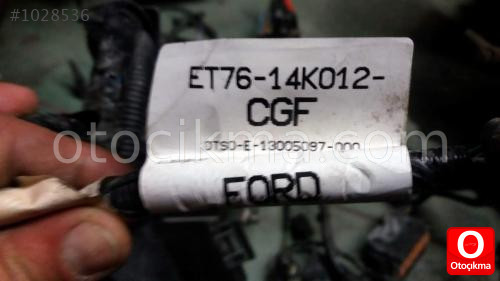 #1028536
ET76-14K012-
CGF
DTSO-E-13005097-000
FORD
otocikma.com
O
Otoçıkma